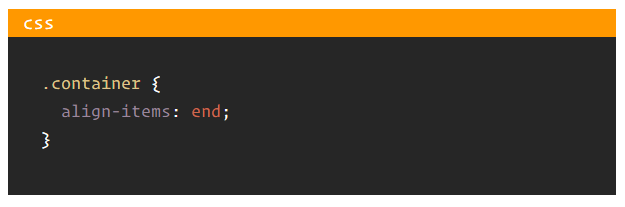 css
.container {
  align-items: end;
}